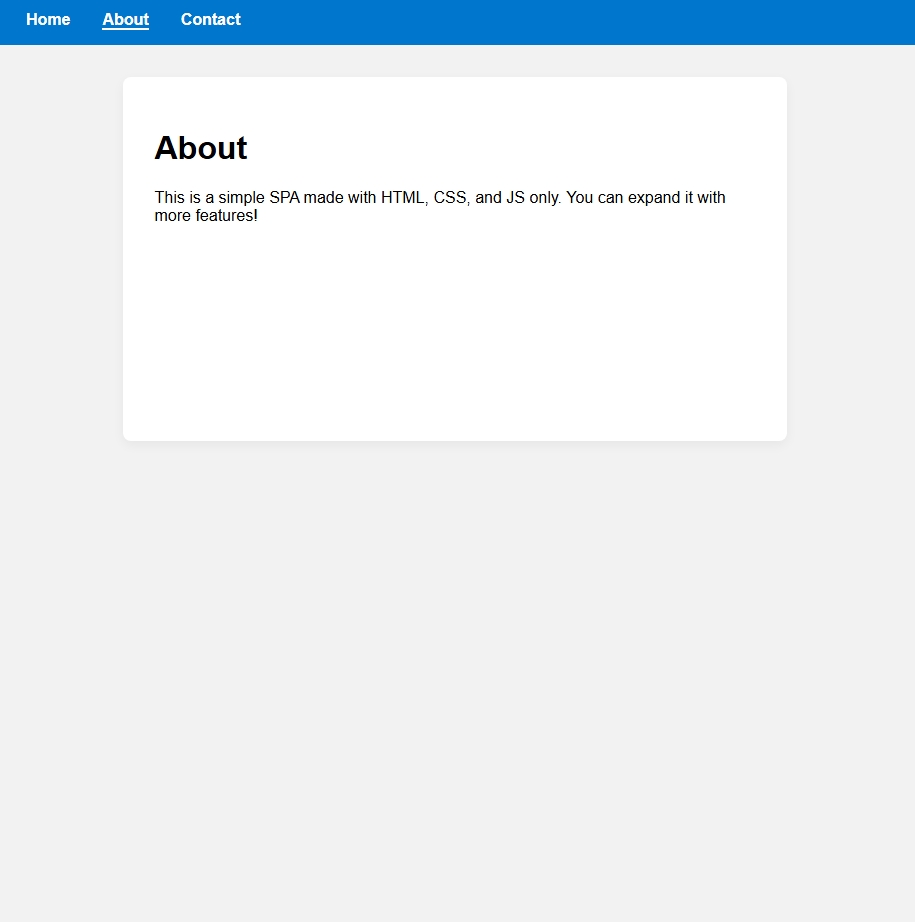 Home About Contact
About
This is a simple SPA made with HTML, CSS, and JS only. You can expand it with
more features!